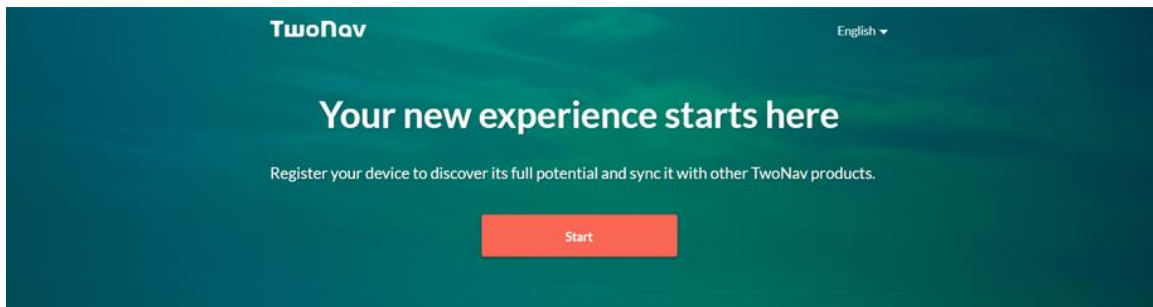 TwoNav
English
Your new experience starts here
Register your device to discover its full potential and sync it with other TwoNav products.
Start